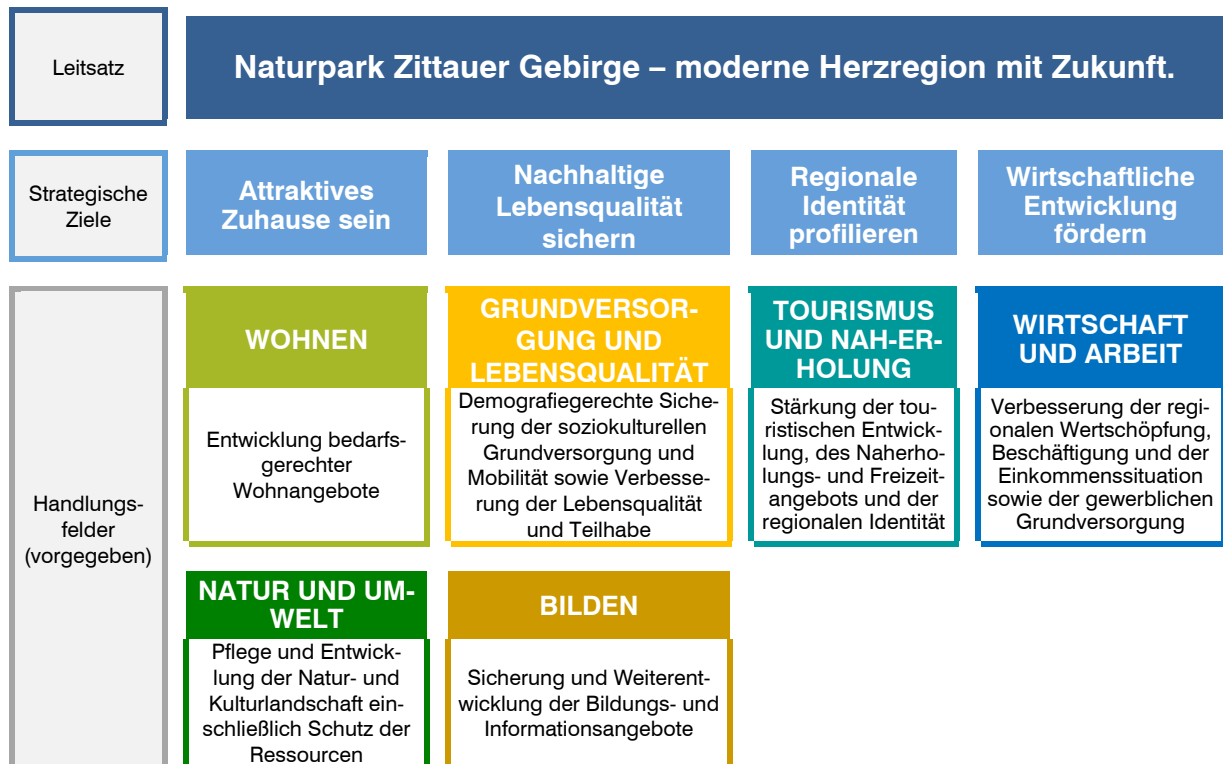 Leitsatz
Naturpark Zittauer Gebirge – moderne Herzregion mit Zukunft.
Strategische
Ziele
Attraktives
Zuhause sein
Nachhaltige
Lebensqualität
sichern
Regionale
Identität
profilieren
Wirtschaftliche
Entwicklung
fördern
Handlungs-
felder
(vorgegeben)
WOHNEN
Entwicklung bedarfs-
gerechter
Wohnangebote
GRUNDVERSOR-
GUNG UND
LEBENSQUALITÄT
Demografiegerechte Siche-
rung der soziokulturellen
Grundversorgung und
Mobilität sowie Verbesse-
rung der Lebensqualität
und Teilhabe
TOURISMUS
UND NAH-ER-
HOLUNG
Stärkung der tou-
ristischen Entwick-
lung, des Naherho-
lungs- und Freizeit-
angebots und der
regionalen Identität
WIRTSCHAFT
UND ARBEIT
Verbesserung der regi-
onalen Wertschöpfung,
Beschäftigung und der
Einkommenssituation
sowie der gewerblichen
Grundversorgung
NATUR UND UM-
WELT
Pflege und Entwick-
lung der Natur- und
Kulturlandschaft ein-
schließlich Schutz der
Ressourcen
BILDEN
Sicherung und Weiterent-
wicklung der Bildungs- und
Informationsangebote